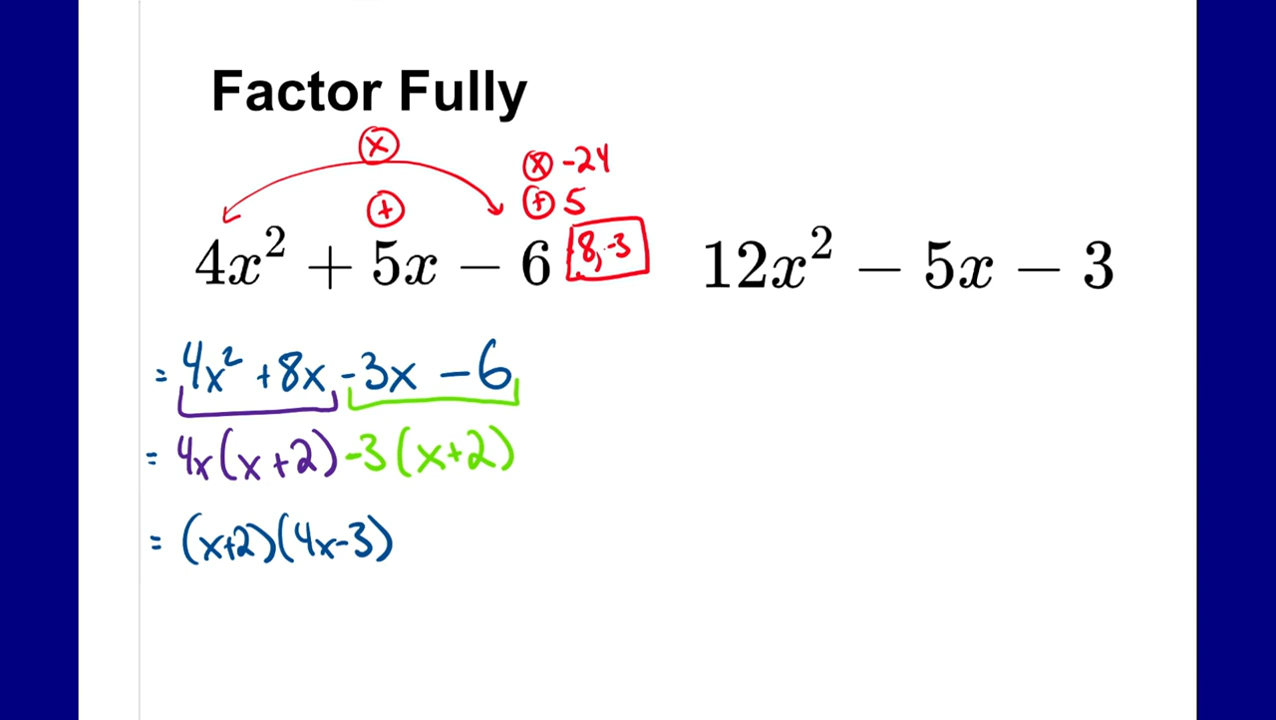 Factor Fully
ⓧ ⓧ -24
⊕ ⊕ 5
4x² + 5x − 6 8, -3 12x² − 5x − 3
= 4x² + 8x - 3x - 6
= 4x(x+2) -3(x+2)
= (x+2)(4x-3)